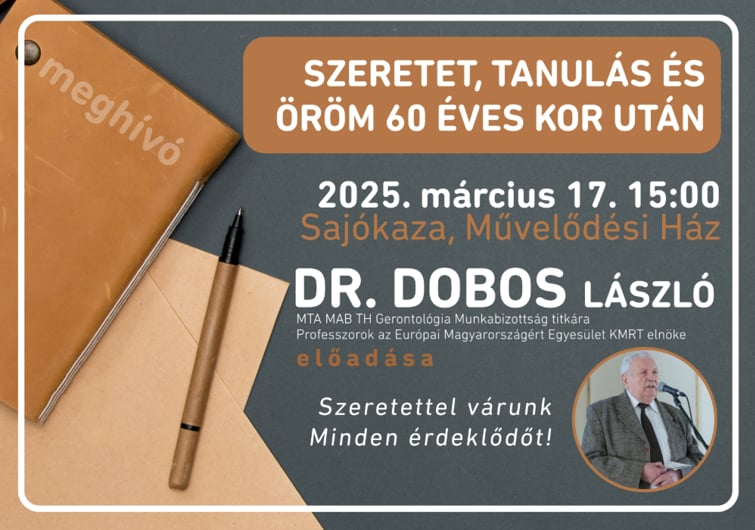 meghívó
SZERETET, TANULÁS ÉS
ÖRÖM 60 ÉVES KOR UTÁN
2025. március 17. 15:00
Sajókaza, Művelődési Ház
DR. DOBOS LÁSZLÓ
MTA MAB TH Gerontológia Munkabizottság titkára
Professzorok az Európai Magyarországért Egyesület KMRT elnöke
előadása
Szeretettel várunk
Minden érdeklődőt!